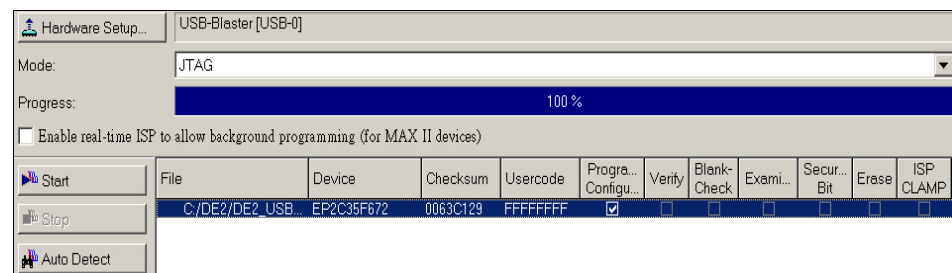 Hardware Setup... USB-Blaster [USB-0]
Mode: JTAG
Progress: 100 %
Enable real-time ISP to allow background programming (for MAX II devices)
Start
Stop
Auto Detect
File Device Checksum Usercode Progra... Configu... Verify Blank-Check Exami... Secur... Bit Erase ISP CLAMP
C:/DE2/DE2_USB... EP2C35F672 0063C129 FFFFFFFF